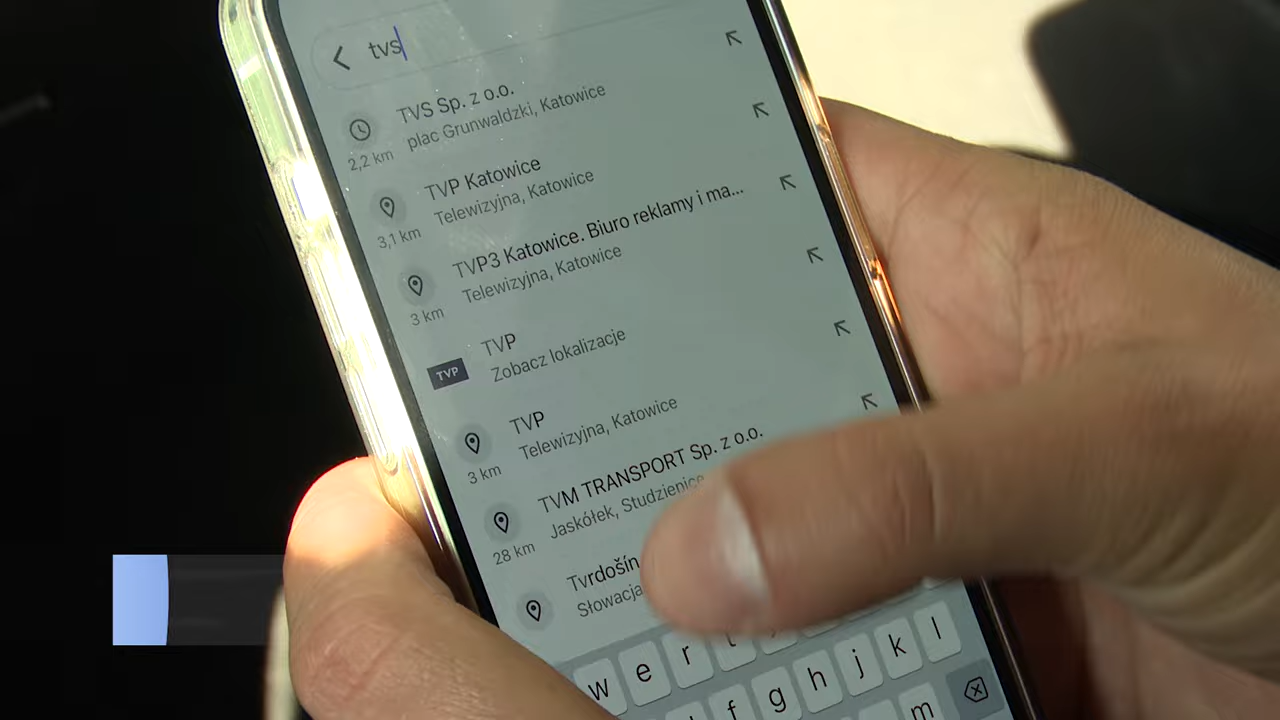 tvs
TVS Sp. z o.o.
plac Grunwaldzki, Katowice
2,2 km
TVP Katowice
Telewizyjna, Katowice
3,1 km
TVP3 Katowice. Biuro reklamy i ma...
Telewizyjna, Katowice
3 km
TVP
TVP
Zobacz lokalizacje
TVP
Telewizyjna, Katowice
3 km
TVM TRANSPORT Sp. z o.o.
Jaskółek, Studzienice
28 km
Tvrdošín
Słowacja
w e r t
f g h j k l
m